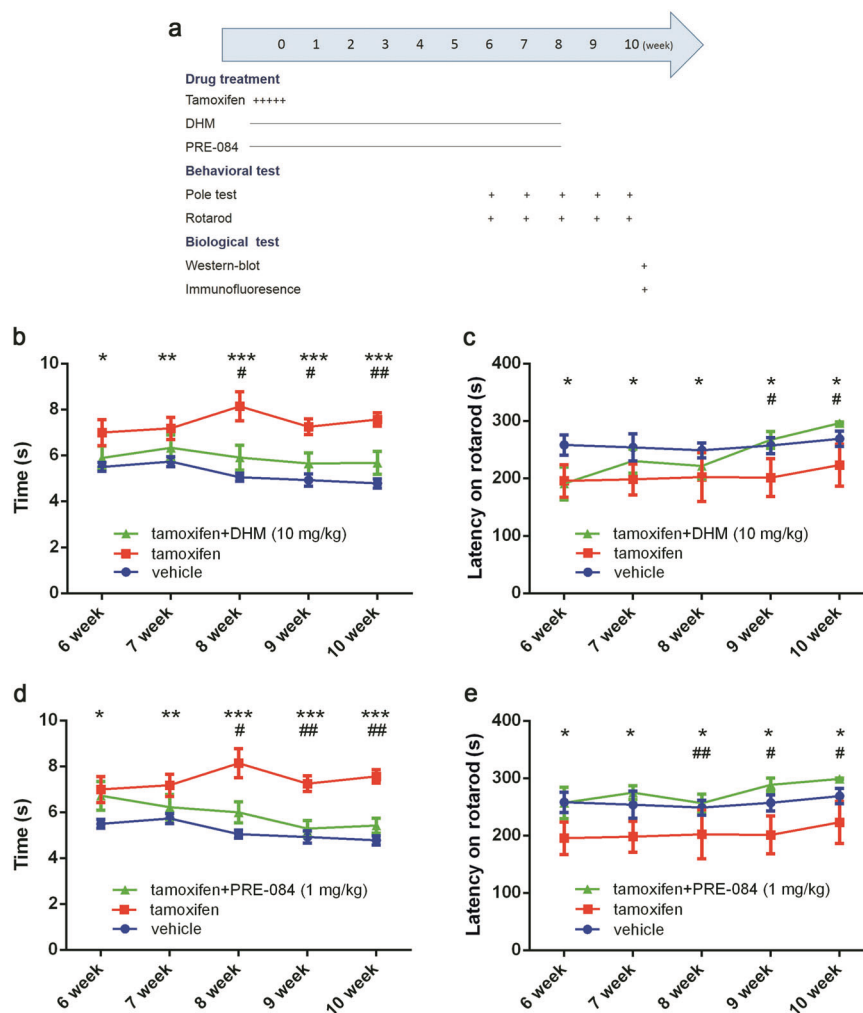 a
0 1 2 3 4 5 6 7 8 9 10 (week)
Drug treatment
Tamoxifen +++++
DHM
PRE-084
Behavioral test
Pole test + + + + +
Rotarod + + + + +
Biological test
Western-blot +
Immunofluoresence +
b
10
8
6
4
2
0
Time (s)
* ** *** *** ***
# # ##
tamoxifen+DHM (10 mg/kg)
tamoxifen
vehicle
6 week 7 week 8 week 9 week 10 week
c
400
300
200
100
0
Latency on rotarod (s)
* * * * *
# #
tamoxifen+DHM (10 mg/kg)
tamoxifen
vehicle
6 week 7 week 8 week 9 week 10 week
d
10
8
6
4
2
0
Time (s)
* ** *** *** ***
# ## ##
tamoxifen+PRE-084 (1 mg/kg)
tamoxifen
vehicle
6 week 7 week 8 week 9 week 10 week
e
400
300
200
100
0
Latency on rotarod (s)
* * * * *
## # #
tamoxifen+PRE-084 (1 mg/kg)
tamoxifen
vehicle
6 week 7 week 8 week 9 week 10 week